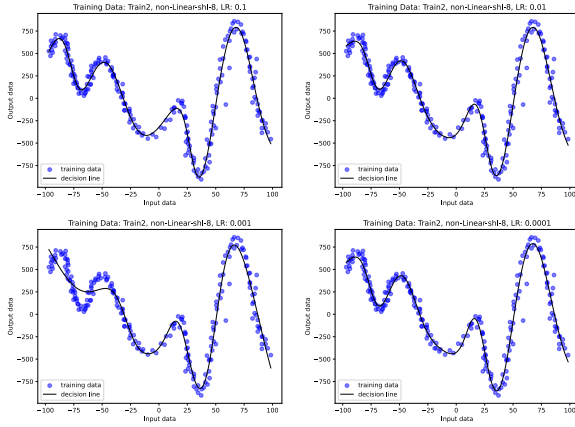 Training Data: Train2, non-Linear-shl-8, LR: 0.1
Output data
750
500
250
0
−250
−500
−750
training data
decision line
−100 −75 −50 −25 0 25 50 75 100
Input data
Training Data: Train2, non-Linear-shl-8, LR: 0.01
Output data
750
500
250
0
−250
−500
−750
training data
decision line
−100 −75 −50 −25 0 25 50 75 100
Input data
Training Data: Train2, non-Linear-shl-8, LR: 0.001
Output data
750
500
250
0
−250
−500
−750
training data
decision line
−100 −75 −50 −25 0 25 50 75 100
Input data
Training Data: Train2, non-Linear-shl-8, LR: 0.0001
Output data
750
500
250
0
−250
−500
−750
training data
decision line
−100 −75 −50 −25 0 25 50 75 100
Input data